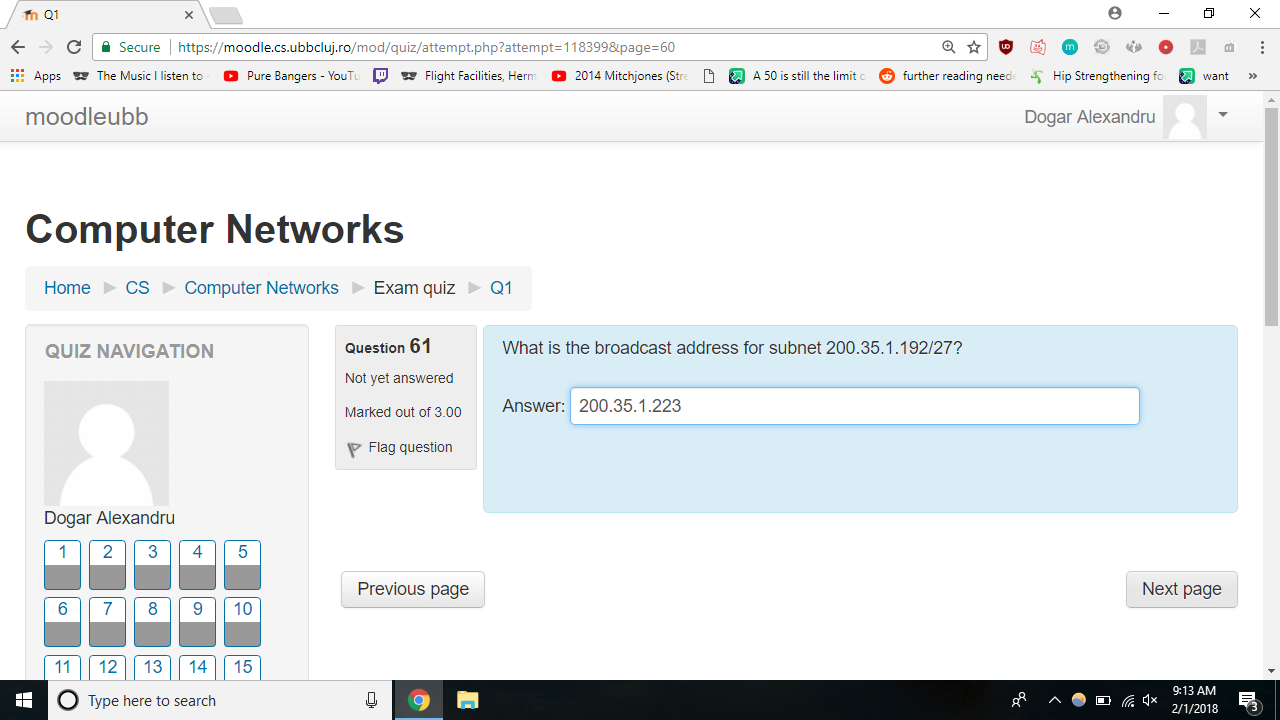 Q1
Secure
https://moodle.cs.ubbcluj.ro/mod/quiz/attempt.php?attempt=118399&page=60
Apps
The Music I listen to
Pure Bangers - YouTu
Flight Facilities, Herm
2014 Mitchjones (Stre
A 50 is still the limit o
further reading neede
Hip Strengthening fo
want
»
moodleubb
Dogar Alexandru
Computer Networks
Home
CS
Computer Networks
Exam quiz
Q1
QUIZ NAVIGATION
Dogar Alexandru
1 2 3 4 5
6 7 8 9 10
11 12 13 14 15
Question 61
Not yet answered
Marked out of 3.00
Flag question
What is the broadcast address for subnet 200.35.1.192/27?
Answer: 200.35.1.223
Previous page
Next page
Type here to search
9:13 AM
2/1/2018
3